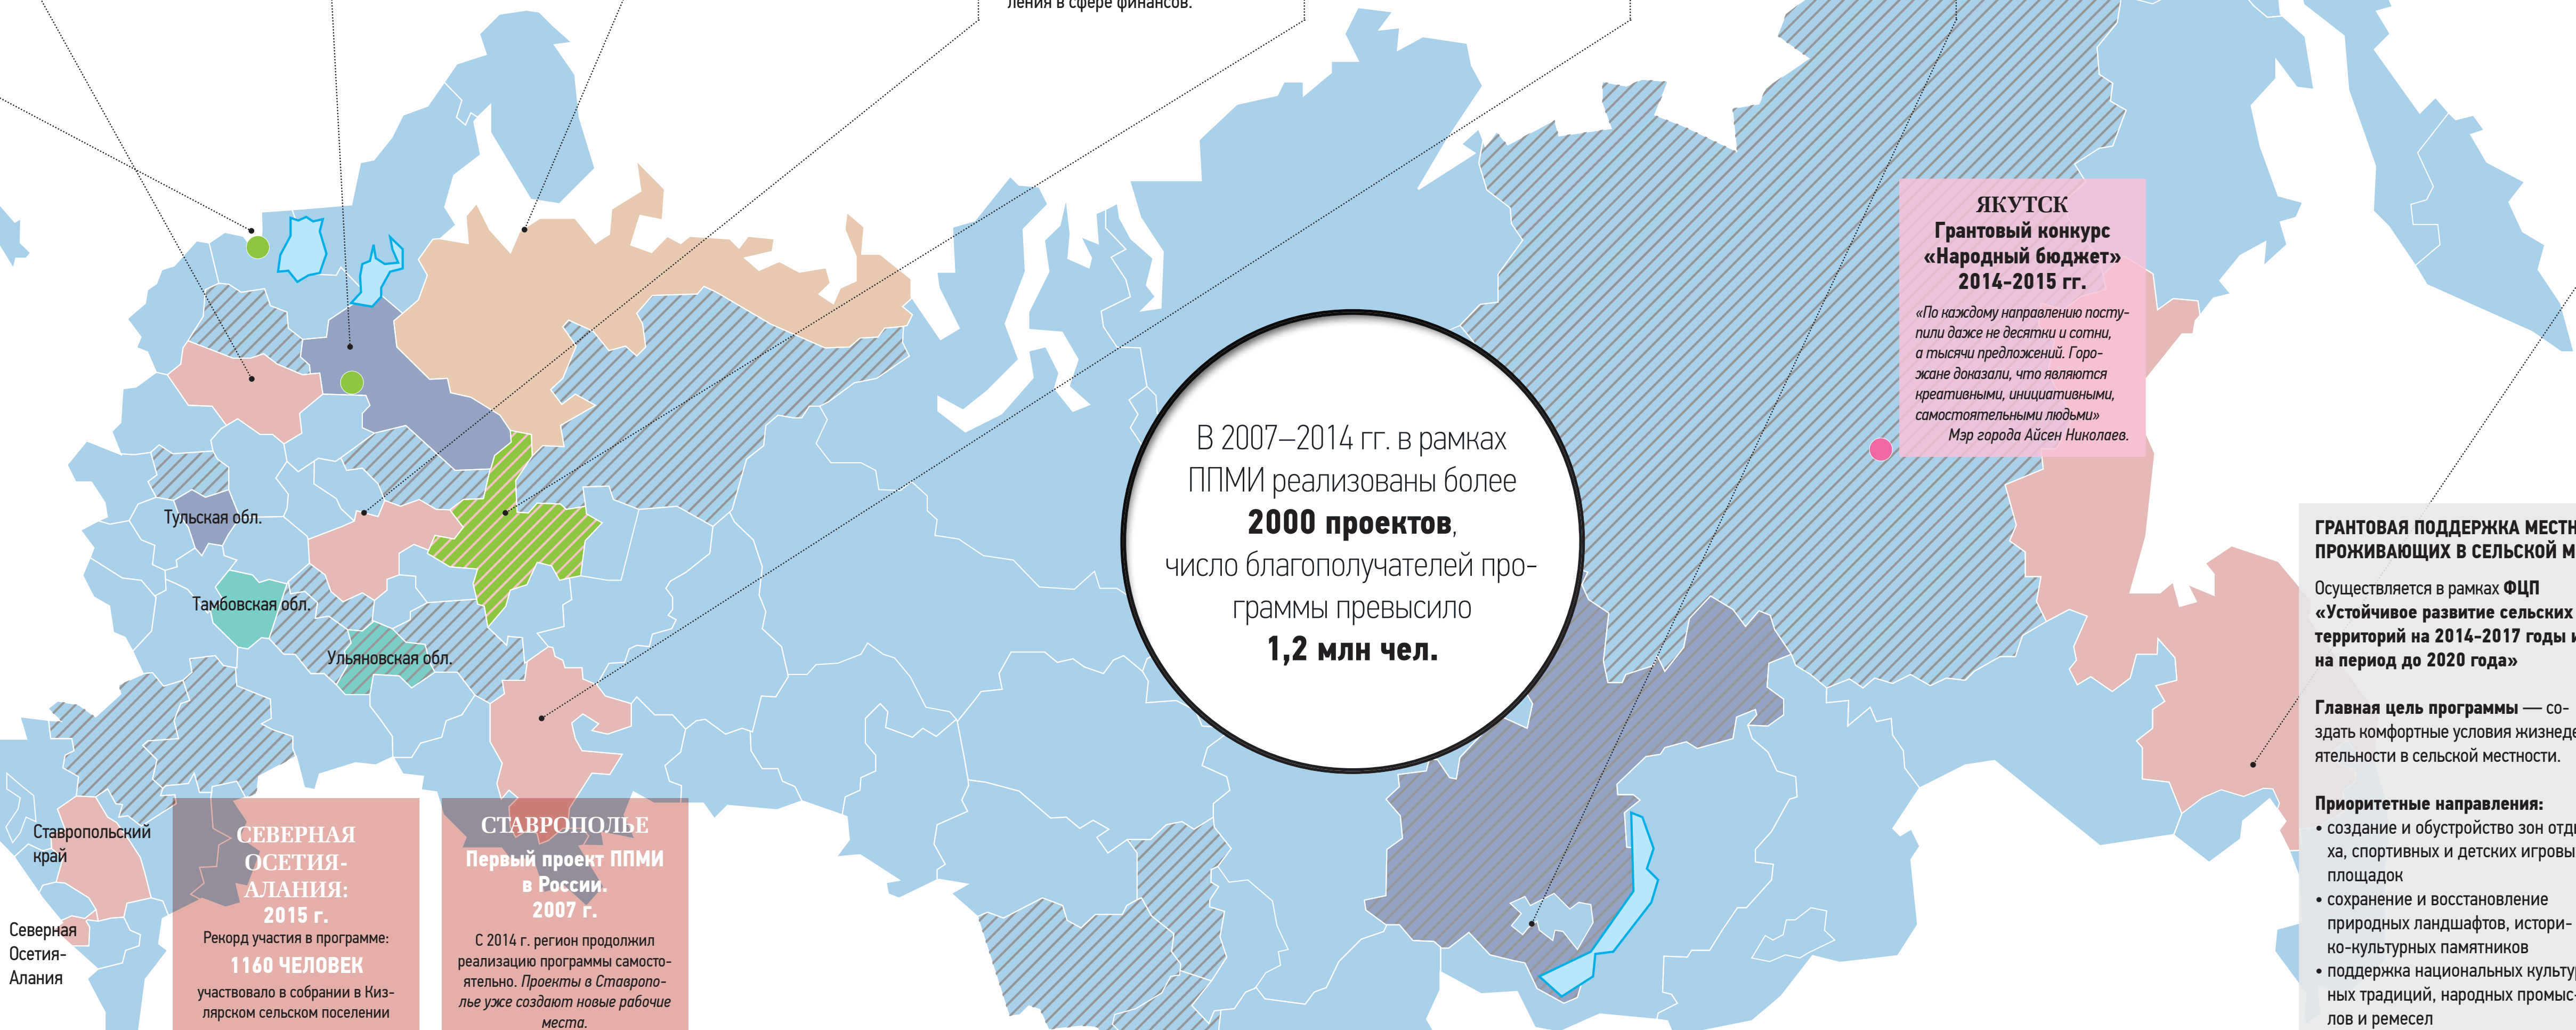 ления в сфере финансов.
ЯКУТСК
Грантовый конкурс
«Народный бюджет»
2014-2015 гг.
«По каждому направлению посту-
пили даже не десятки и сотни,
а тысячи предложений. Горо-
жане доказали, что являются
креативными, инициативными,
самостоятельными людьми»
Мэр города Айсен Николаев.
В 2007–2014 гг. в рамках
ППМИ реализованы более
2000 проектов,
число благополучателей про-
граммы превысило
1,2 млн чел.
Тульская обл.
Тамбовская обл.
Ульяновская обл.
Ставропольский
край
Северная
Осетия-
Алания
СЕВЕРНАЯ
ОСЕТИЯ-
АЛАНИЯ:
2015 г.
Рекорд участия в программе:
1160 ЧЕЛОВЕК
участвовало в собрании в Киз-
лярском сельском поселении
СТАВРОПОЛЬЕ
Первый проект ППМИ
в России.
2007 г.
С 2014 г. регион продолжил
реализацию программы самосто-
ятельно. Проекты в Ставропо-
лье уже создают новые рабочие
места.
ГРАНТОВАЯ ПОДДЕРЖКА МЕСТН
ПРОЖИВАЮЩИХ В СЕЛЬСКОЙ М
Осуществляется в рамках ФЦП
«Устойчивое развитие сельских
территорий на 2014-2017 годы и
на период до 2020 года»
Главная цель программы — со-
здать комфортные условия жизнеде
ятельности в сельской местности.
Приоритетные направления:
• создание и обустройство зон отды
ха, спортивных и детских игровы
площадок
• сохранение и восстановление
природных ландшафтов, истори-
ко-культурных памятников
• поддержка национальных культур
ных традиций, народных промыс-
лов и ремесел